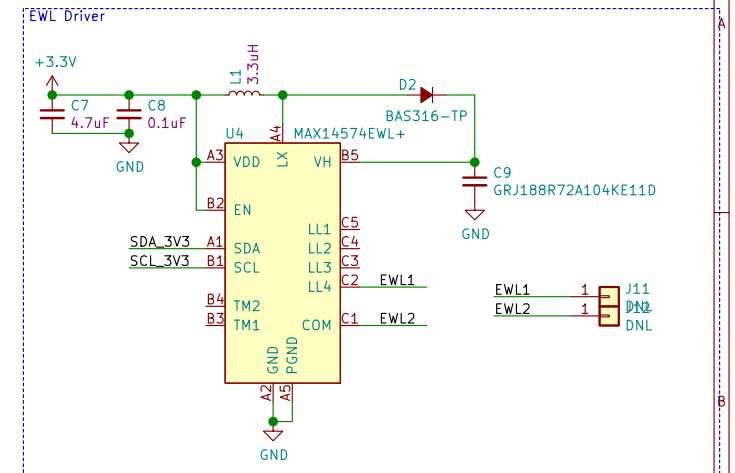 EWL Driver
A
+3.3V
L1
3.3uH
D2
C7
C8
4.7uF
0.1uF
BAS316-TP
U4
A4
MAX14574EWL+
GND
A3
VDD
LX
VH
B5
C9
GRJ188R72A104KE11D
B2
EN
GND
LL1
C5
SDA_3V3
A1
SDA
LL2
C4
SCL_3V3
B1
SCL
LL3
C3
LL4
C2
EWL1
EWL1
1
J11
B4
TM2
DNL
EWL2
1
B3
TM1
COM
C1
EWL2
DNL
GND
PGND
A2
A5
B
GND